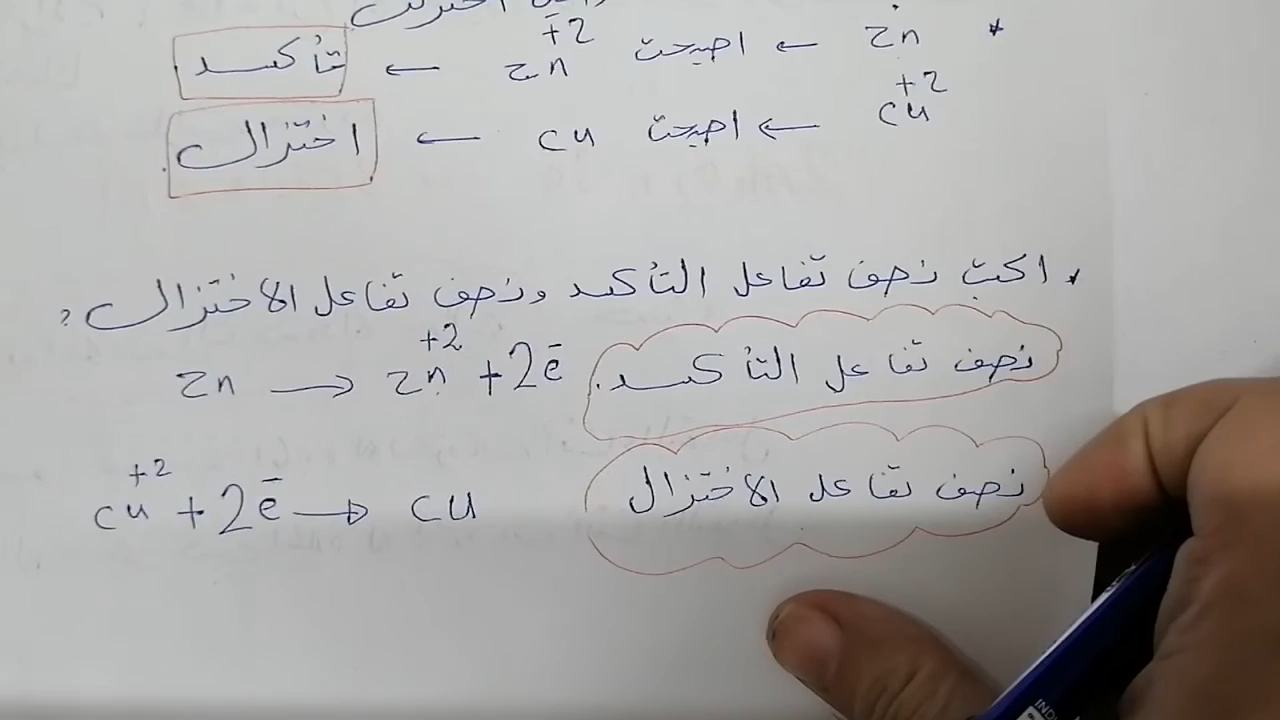 * Zn ← اصبحت Zn+2 ← تأكسد
Cu+2 ← اصبحت Cu ← اختزال
* اكتب نصف تفاعل التأكسد ونصف تفاعل الاختزال ؟
نصف تفاعل التأكسد. Zn → Zn+2 + 2e-
نصف تفاعل الاختزال Cu+2 + 2e- → Cu